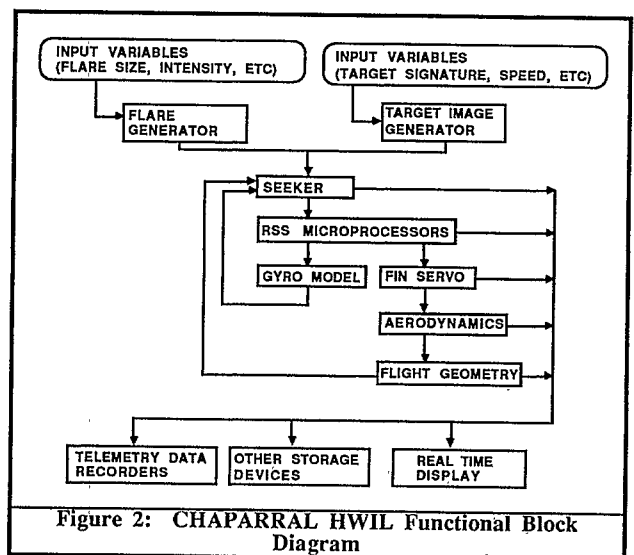 INPUT VARIABLES
(FLARE SIZE, INTENSITY, ETC)
INPUT VARIABLES
(TARGET SIGNATURE, SPEED, ETC)
FLARE
GENERATOR
TARGET IMAGE
GENERATOR
SEEKER
RSS MICROPROCESSORS
GYRO MODEL
FIN SERVO
AERODYNAMICS
FLIGHT GEOMETRY
TELEMETRY DATA
RECORDERS
OTHER STORAGE
DEVICES
REAL TIME
DISPLAY
Figure 2: CHAPARRAL HWIL Functional Block
Diagram